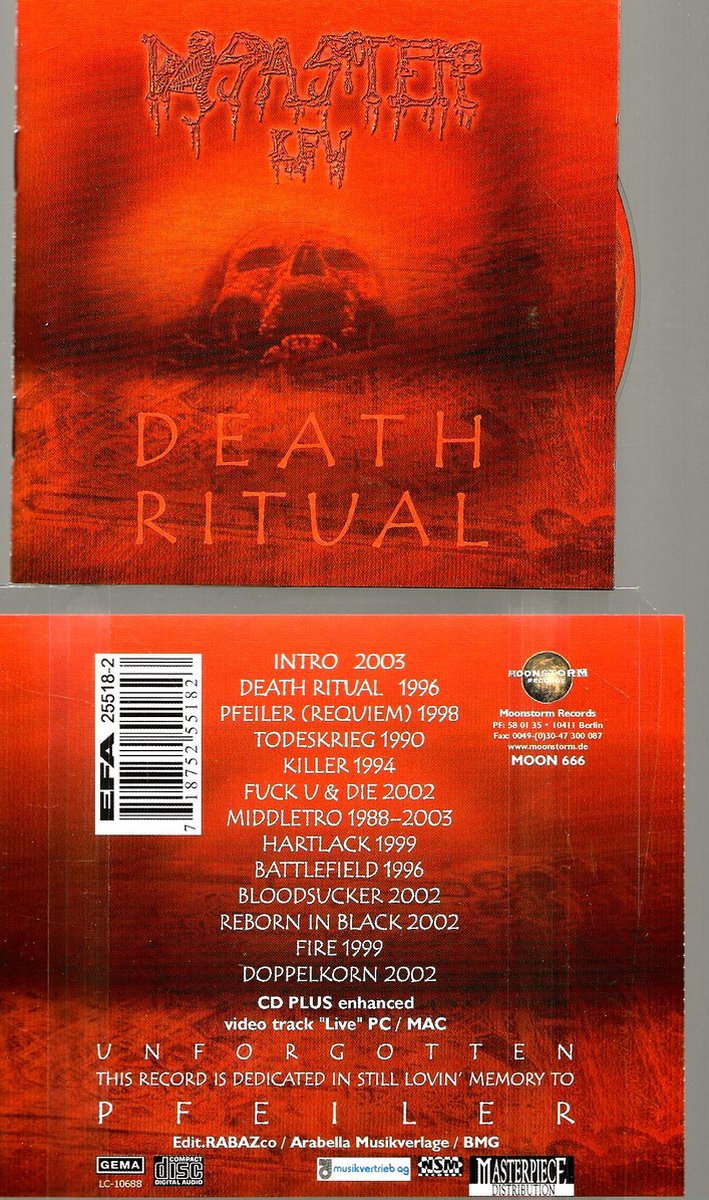 DISASTER
KFW
DEATH
RITUAL
EFA 25518-2
7 18752 55182
INTRO 2003
DEATH RITUAL 1996
PFEILER (REQUIEM) 1998
TODESKRIEG 1990
KILLER 1994
FUCK U & DIE 2002
MIDDLETRO 1988–2003
HARTLACK 1999
BATTLEFIELD 1996
BLOODSUCKER 2002
REBORN IN BLACK 2002
FIRE 1999
DOPPELKORN 2002
MOONSTORM
RECORDS
Moonstorm Records
PF: 58 01 35 • 10411 Berlin
Fax: 0049-(0)30-47 300 087
www.moonstorm.de
MOON 666
CD PLUS enhanced
video track "Live" PC / MAC
UNFORGOTTEN
THIS RECORD IS DEDICATED IN STILL LOVIN' MEMORY TO
PFEILER
Edit.RABAZco / Arabella Musikverlage / BMG
GEMA
LC-10688
COMPACT
disc
DIGITAL AUDIO
musikvertrieb ag
MASTERPIECE
DISTRIBUTION